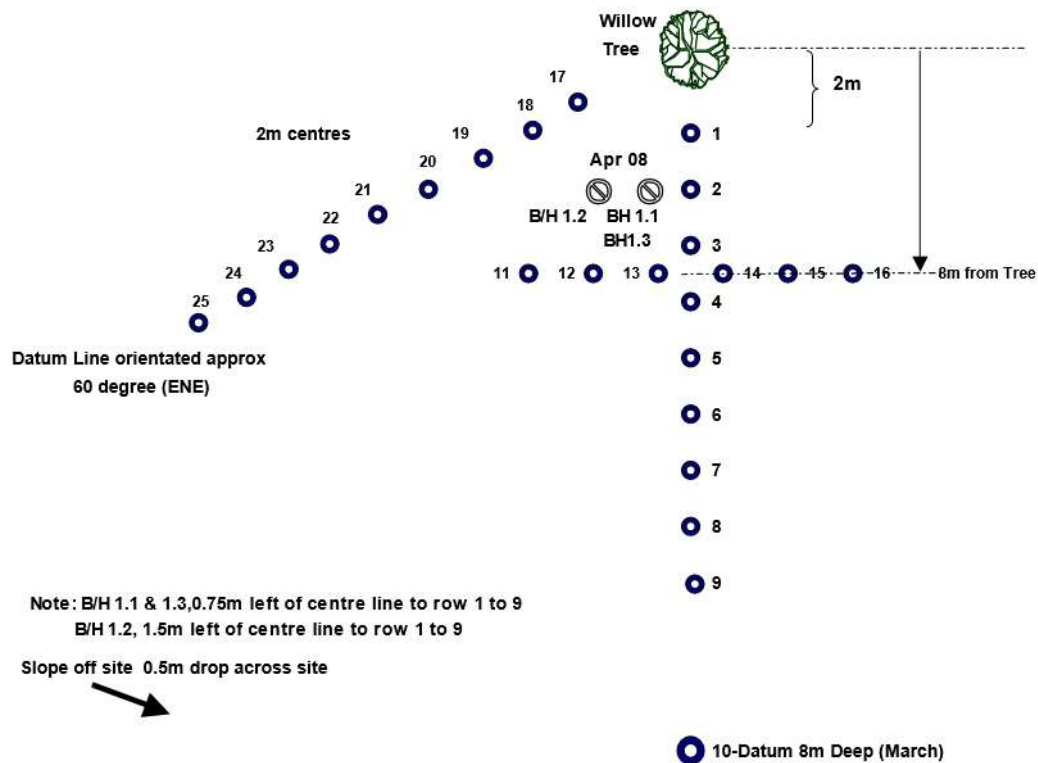 Willow
Tree
2m
17
18
1
19
2m centres
20
Apr 08
2
21
B/H 1.2 BH 1.1
22
BH1.3
3
23
11 12 13 14 15 16 8m from Tree
24
4
25
Datum Line orientated approx
60 degree (ENE)
5
6
7
8
9
Note: B/H 1.1 & 1.3,0.75m left of centre line to row 1 to 9
B/H 1.2, 1.5m left of centre line to row 1 to 9
Slope off site 0.5m drop across site
10-Datum 8m Deep (March)